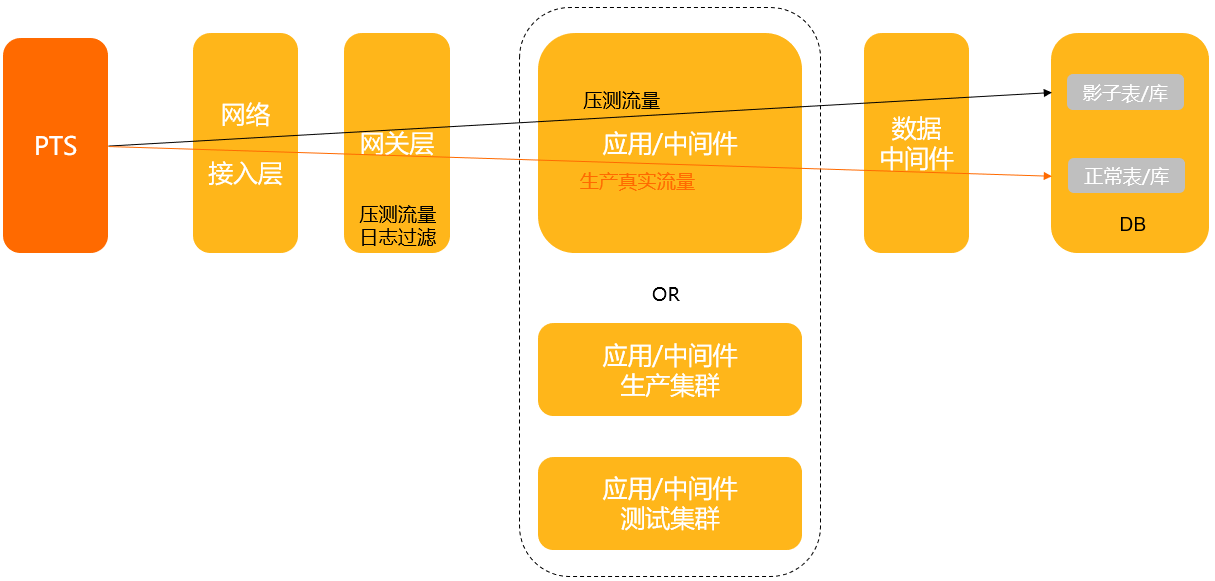 PTS
网络
接入层
网关层
压测流量
日志过滤
压测流量
应用/中间件
生产真实流量
OR
应用/中间件
生产集群
应用/中间件
测试集群
数据
中间件
影子表/库
正常表/库
DB